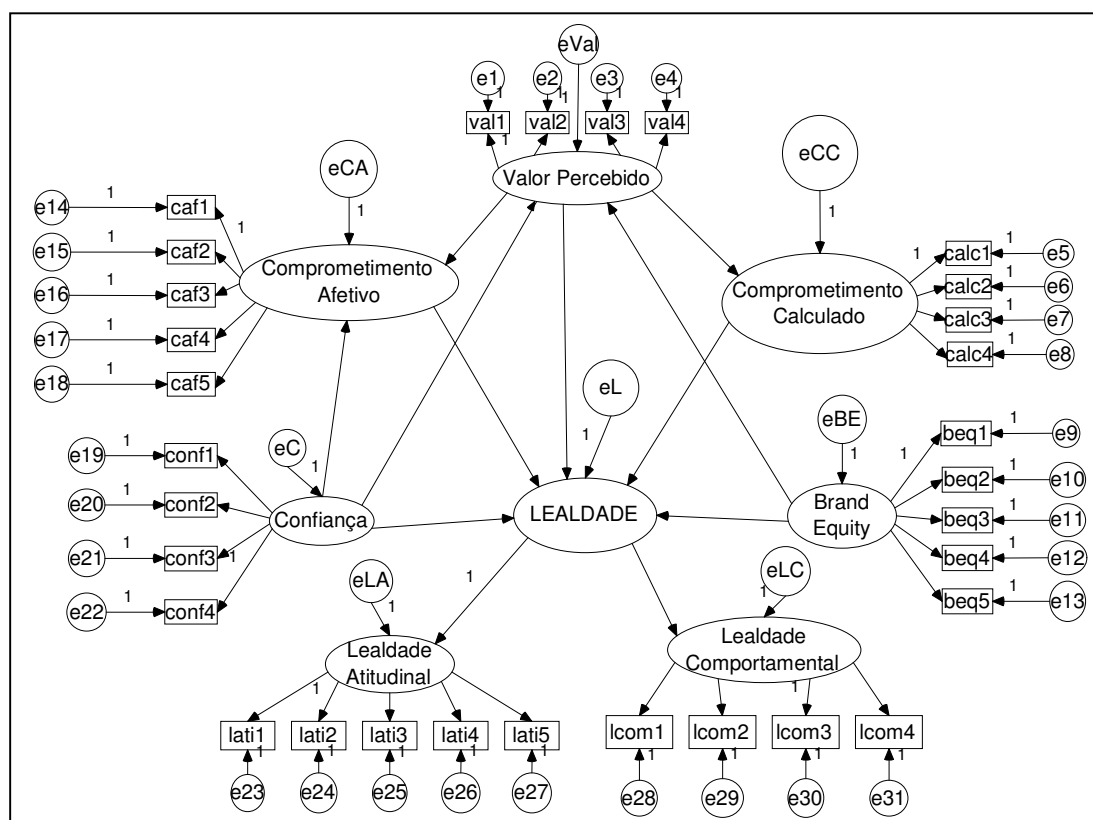 eVal
e1
e2
e3
e4
1
1
1
1
1
val1
val2
val3
val4
1
Valor Percebido
eCA
1
eCC
1
e14
1
caf1
1
e15
1
caf2
e16
1
caf3
e17
1
caf4
e18
1
caf5
Comprometimento
Afetivo
Comprometimento
Calculado
1
calc1
1
e5
calc2
1
e6
calc3
1
e7
calc4
1
e8
eL
1
eBE
1
eC
1
e19
1
conf1
e20
1
conf2
e21
1
conf3
1
e22
1
conf4
Confiança
LEALDADE
Brand
Equity
1
beq1
1
e9
beq2
1
e10
beq3
1
e11
beq4
1
e12
beq5
1
e13
1
eLA
1
eLC
1
Lealdade
Atitudinal
Lealdade
Comportamental
1
1
lati1
lati2
lati3
lati4
lati5
1
1
1
1
1
e23
e24
e25
e26
e27
lcom1
lcom2
lcom3
lcom4
1
1
1
1
e28
e29
e30
e31